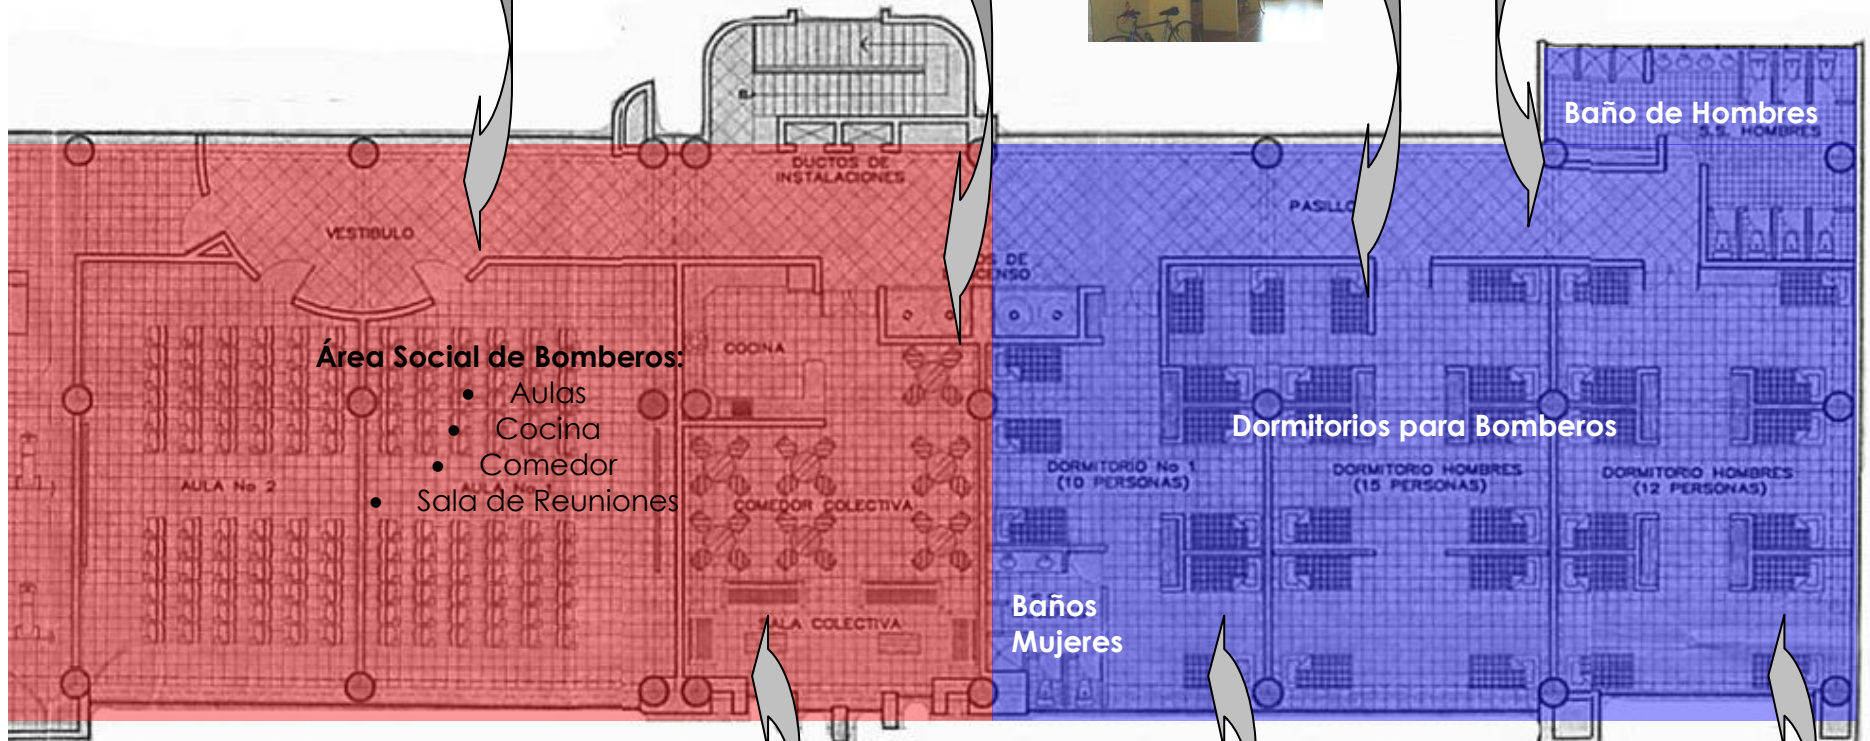 Baño de Hombres
S.S. HOMBRES
DUCTOS DE
INSTALACIONES
PASILLO
VESTIBULO
DE
COCINA
Área Social de Bomberos:
• Aulas
• Cocina
• Comedor
• Sala de Reuniones
Dormitorios para Bomberos
DORMITORIO No 1
(10 PERSONAS)
DORMITORIO HOMBRES
(15 PERSONAS)
DORMITORIO HOMBRES
(12 PERSONAS)
AULA No 2
COMEDOR COLECTIVA
Baños
Mujeres
COLECTIVA